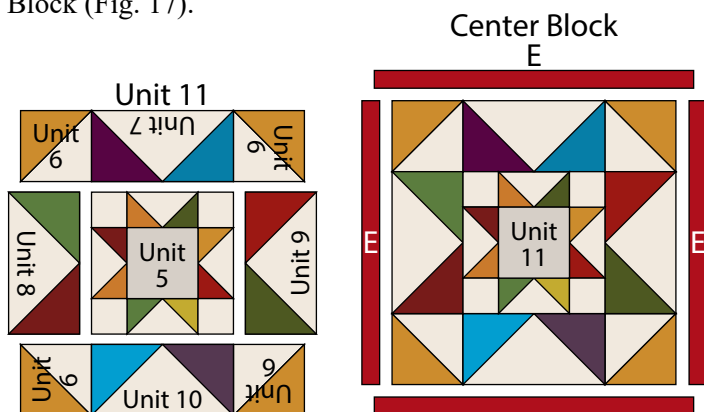 Block (Fig. 17).
Center Block
E
Unit 11
Unit
6
Unit 7
Unit
6
Unit 8
Unit
5
Unit 9
Unit
6
Unit 10
Unit
6
E
Unit
11
E